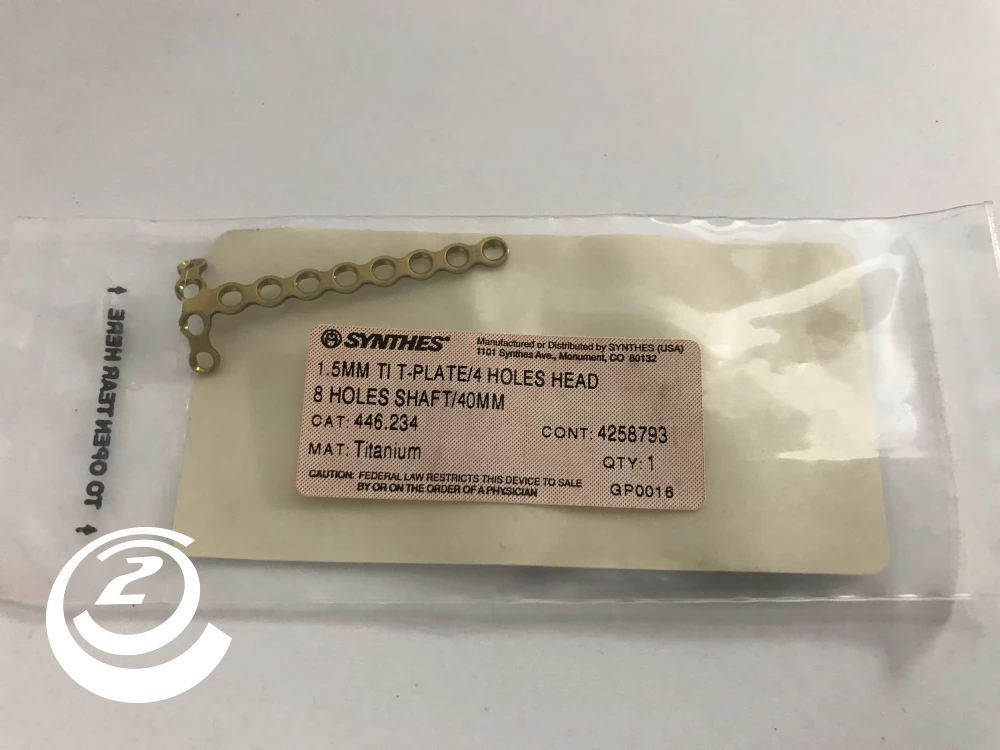 SYNTHES®
Manufactured or Distributed by SYNTHES (USA)
1101 Synthes Ave., Monument, CO 80132
1.5MM TI T-PLATE/4 HOLES HEAD
8 HOLES SHAFT/40MM
CAT: 446.234
CONT: 4258793
MAT: Titanium
QTY: 1
CAUTION: FEDERAL LAW RESTRICTS THIS DEVICE TO SALE
BY OR ON THE ORDER OF A PHYSICIAN
GP0016
TO OPEN TEAR HERE
2